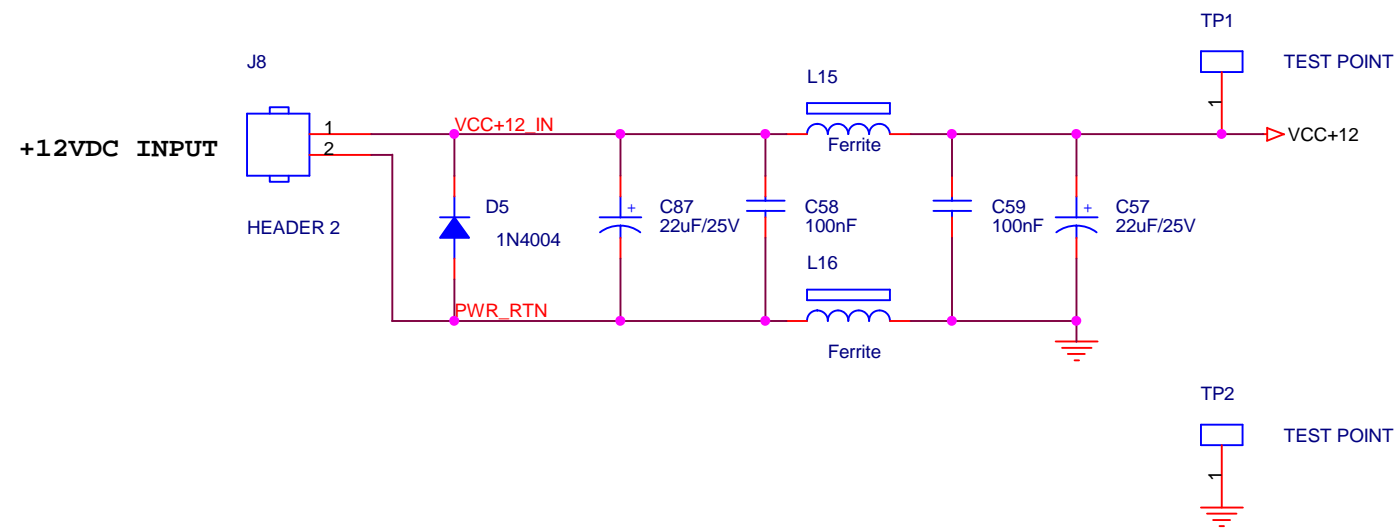 TP1
TEST POINT
1
J8
L15
+12VDC INPUT
1
2
VCC+12_IN
Ferrite
VCC+12
HEADER 2
D5
1N4004
+
C87
22uF/25V
C58
100nF
C59
100nF
+
C57
22uF/25V
L16
PWR_RTN
Ferrite
TP2
TEST POINT
1